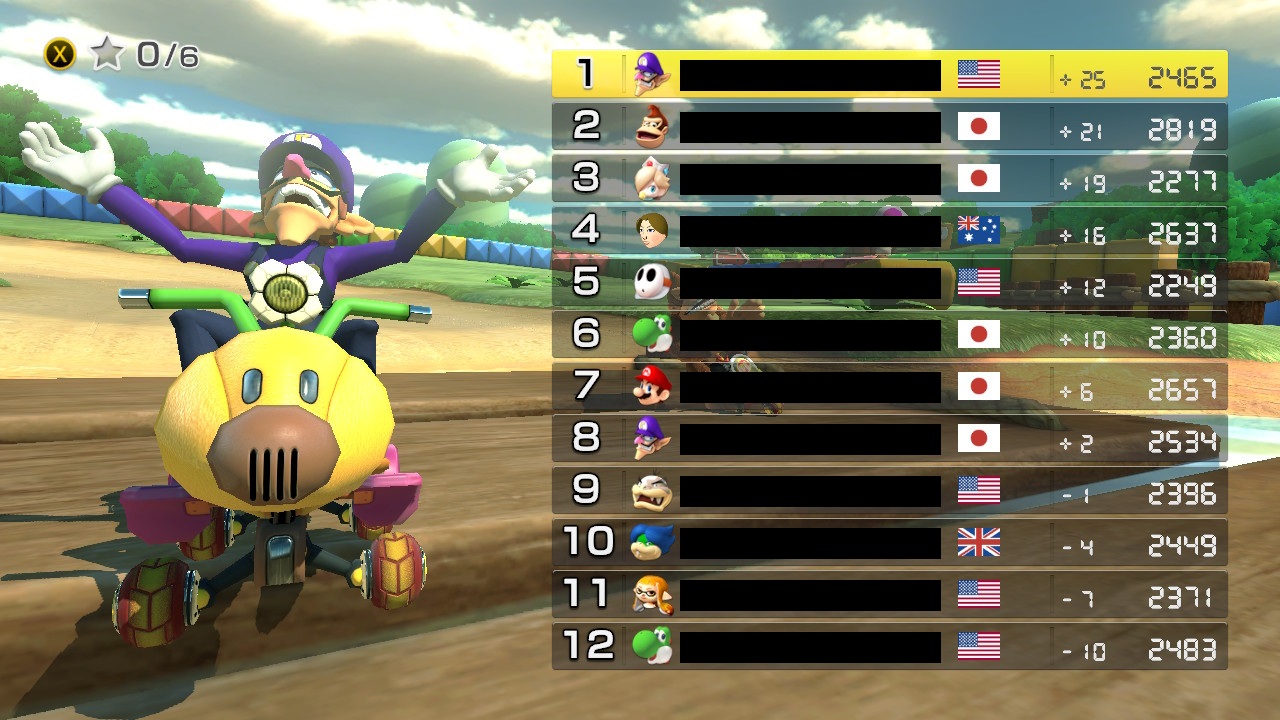 X 0/6
1 + 25 2465
2 + 21 2819
3 + 19 2277
4 + 16 2637
5 + 12 2249
6 + 10 2360
7 + 6 2657
8 + 2 2534
9 - 1 2396
10 - 4 2449
11 - 7 2371
12 - 10 2483